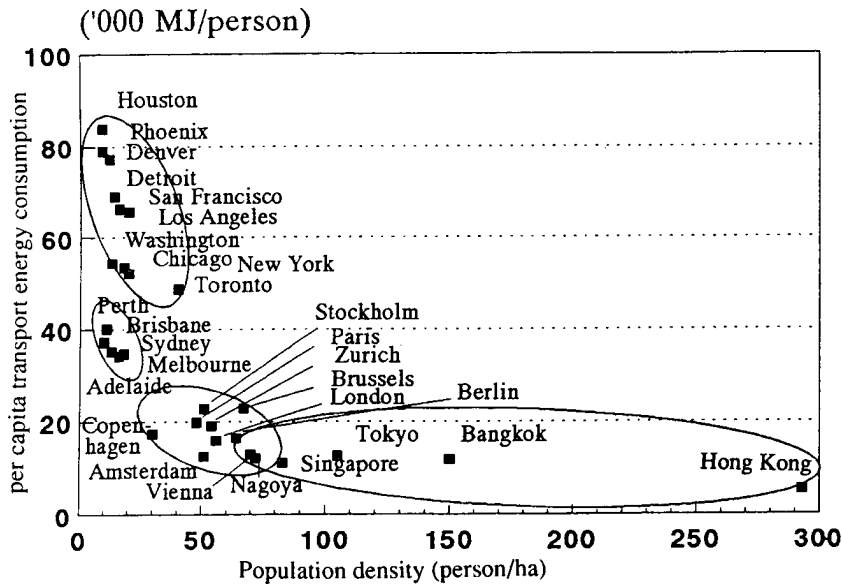 ('000 MJ/person)
per capita transport energy consumption
100
80
60
40
20
0
Houston
Phoenix
Denver
Detroit
San Francisco
Los Angeles
Washington
Chicago
New York
Toronto
Perth
Brisbane
Sydney
Melbourne
Adelaide
Stockholm
Paris
Zurich
Brussels
London
Berlin
Copen-
hagen
Amsterdam
Vienna
Nagoya
Singapore
Tokyo
Bangkok
Hong Kong
0 50 100 150 200 250 300
Population density (person/ha)